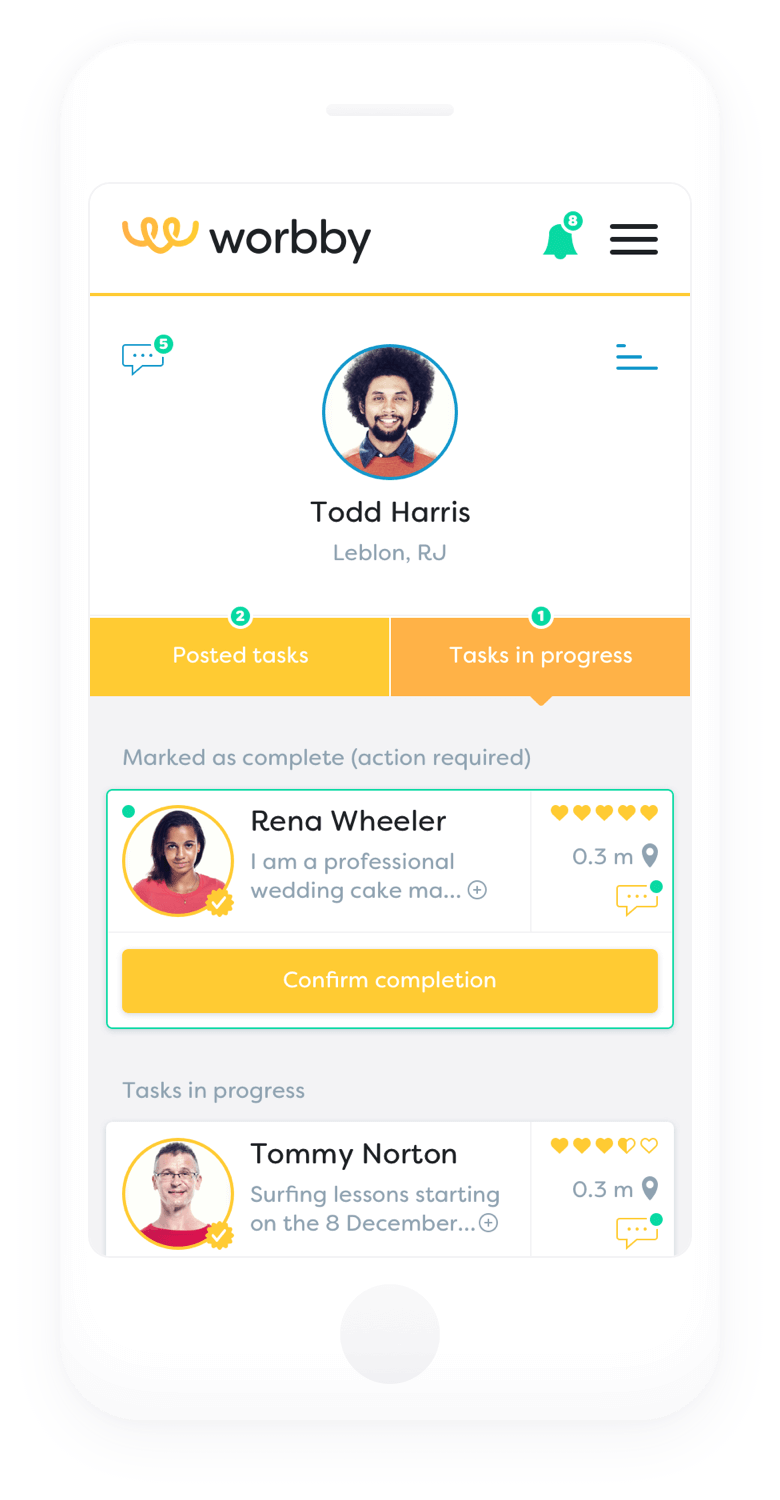 worbby
8
5
Todd Harris
Leblon, RJ
2
1
Posted tasks
Tasks in progress
Marked as complete (action required)
Rena Wheeler
I am a professional
wedding cake ma...
0.3 m
Confirm completion
Tasks in progress
Tommy Norton
Surfing lessons starting
on the 8 December...
0.3 m